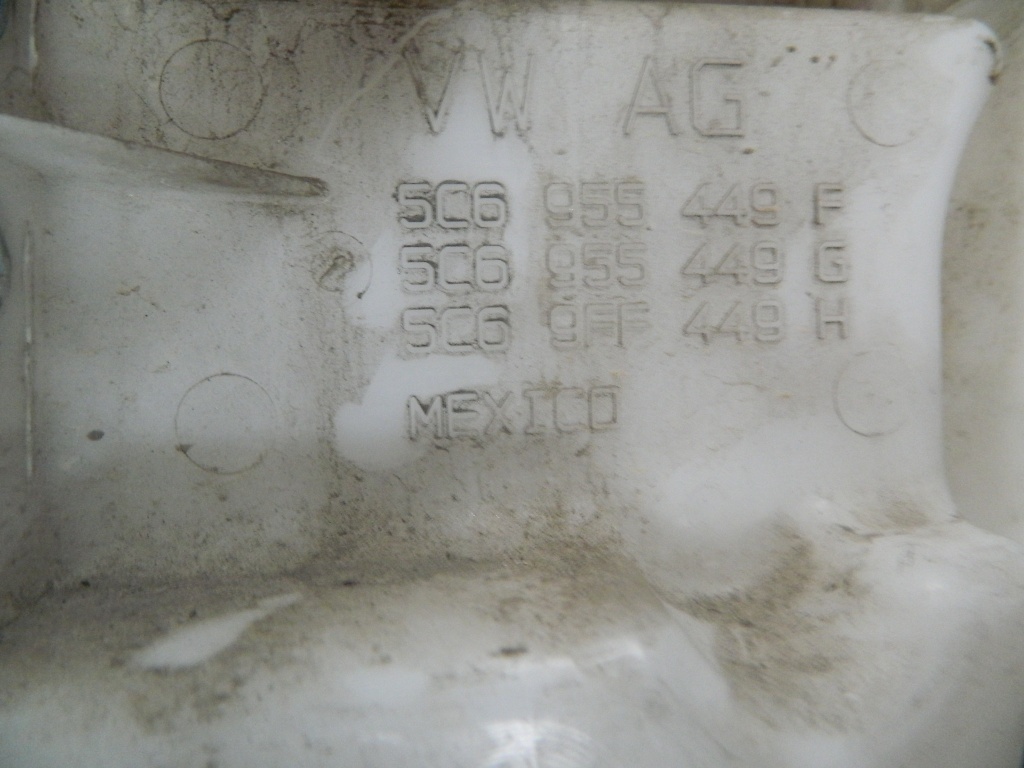 VW AG
5C6 955 449 F
5C6 955 449 G
5C6 9FF 449 H
MEXICO